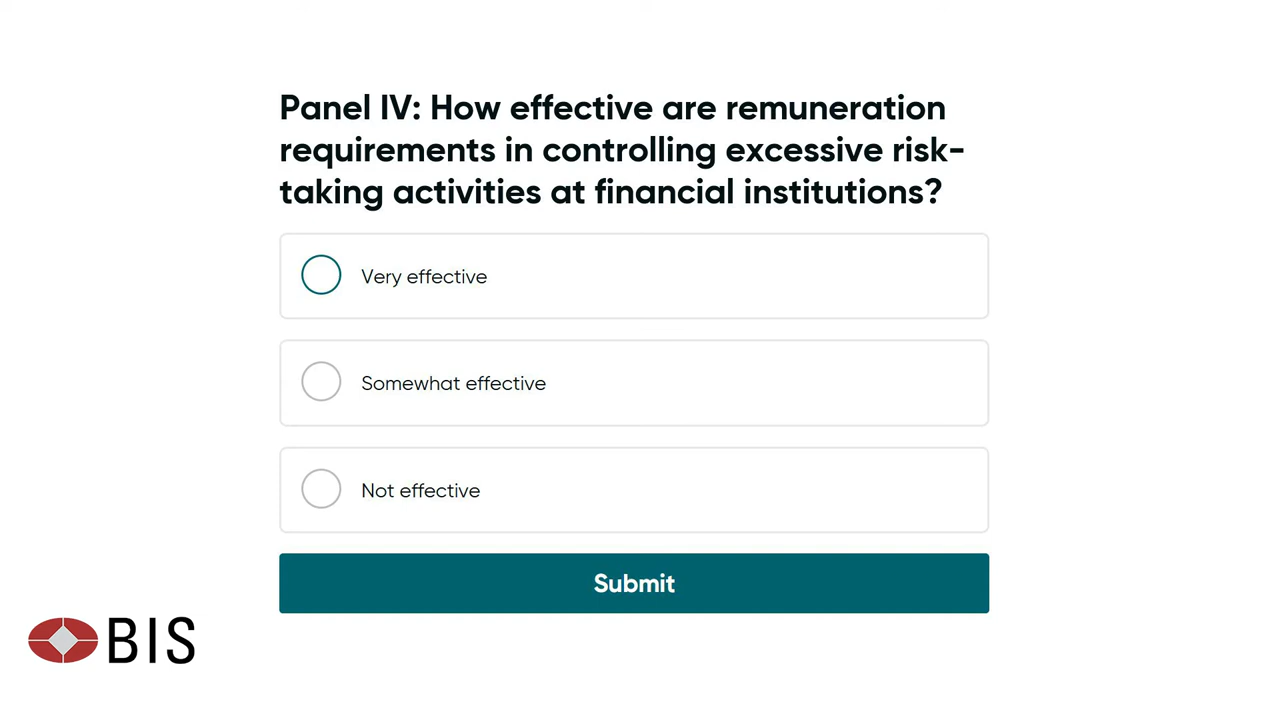 Panel IV: How effective are remuneration
requirements in controlling excessive risk-
taking activities at financial institutions?
Very effective
Somewhat effective
Not effective
Submit
BIS